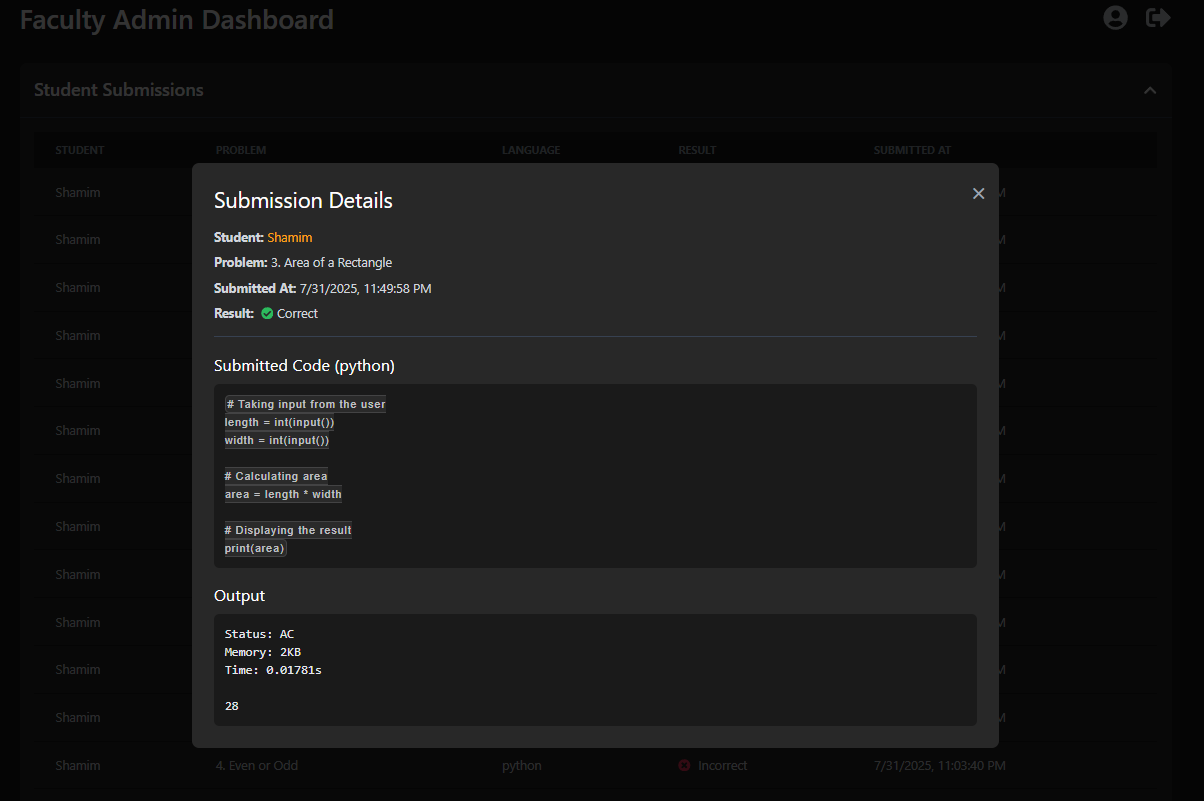 Faculty Admin Dashboard
Student Submissions
STUDENT PROBLEM LANGUAGE RESULT SUBMITTED AT
Shamim
Submission Details
Shamim
Student: Shamim
Problem: 3. Area of a Rectangle
Shamim
Submitted At: 7/31/2025, 11:49:58 PM
Result: Correct
Shamim
Submitted Code (python)
Shamim
# Taking input from the user
length = int(input())
Shamim
width = int(input())
Shamim
# Calculating area
area = length * width
Shamim
# Displaying the result
print(area)
Shamim
Output
Shamim
Status: AC
Memory: 2KB
Shamim
Time: 0.01781s
28
Shamim
Shamim 4. Even or Odd python Incorrect 7/31/2025, 11:03:40 PM